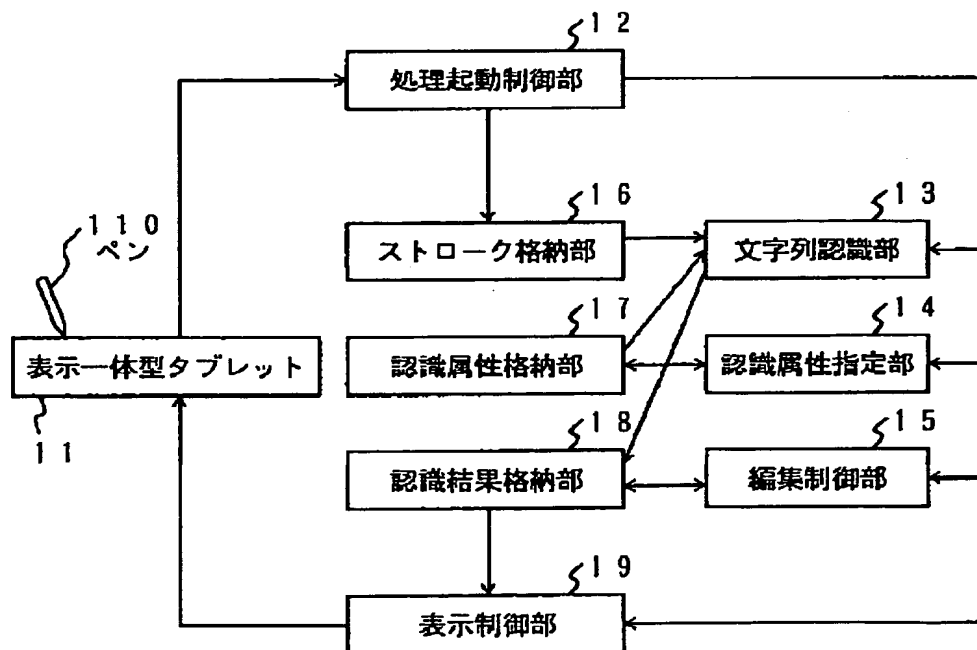 １２
処理起動制御部
１６
ストローク格納部
１３
文字列認識部
１１０
ペン
表示一体型タブレット
１１
１７
認識属性格納部
１４
認識属性指定部
１８
認識結果格納部
１５
編集制御部
１９
表示制御部